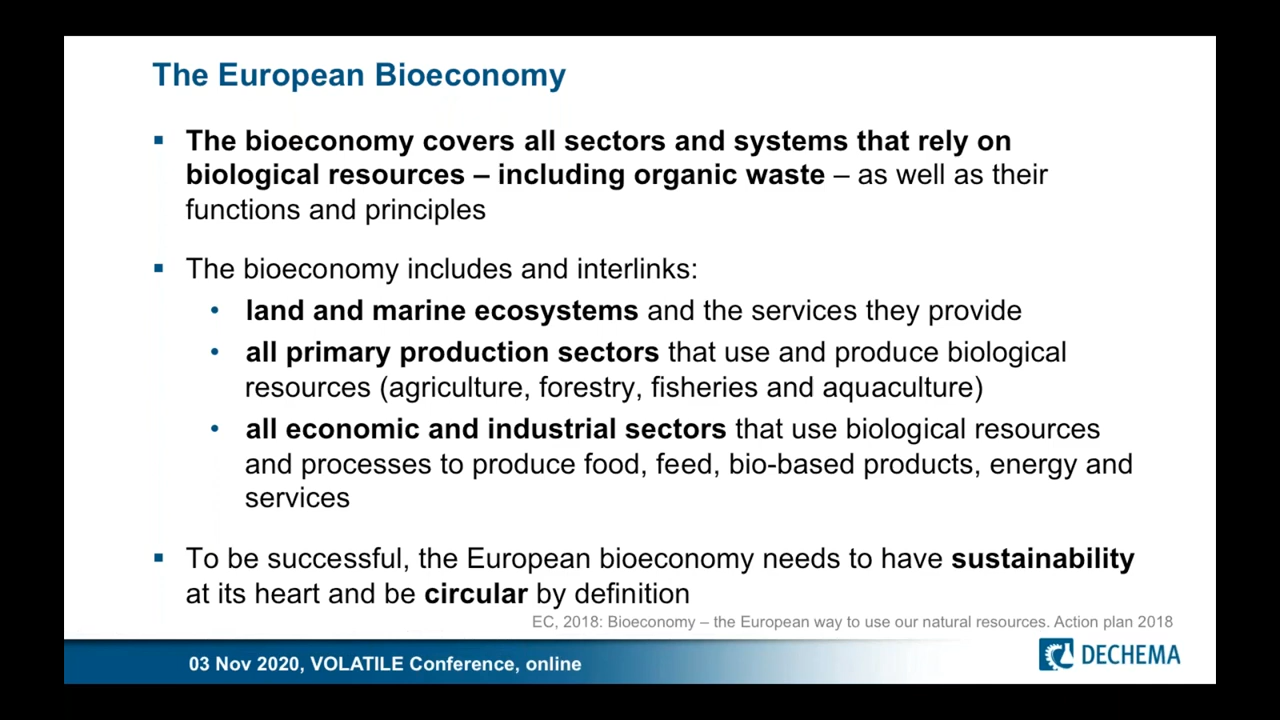 The European Bioeconomy
▪ The bioeconomy covers all sectors and systems that rely on
biological resources – including organic waste – as well as their
functions and principles
▪ The bioeconomy includes and interlinks:
• land and marine ecosystems and the services they provide
• all primary production sectors that use and produce biological
resources (agriculture, forestry, fisheries and aquaculture)
• all economic and industrial sectors that use biological resources
and processes to produce food, feed, bio-based products, energy and
services
▪ To be successful, the European bioeconomy needs to have sustainability
at its heart and be circular by definition
EC, 2018: Bioeconomy – the European way to use our natural resources. Action plan 2018
03 Nov 2020, VOLATILE Conference, online
DECHEMA